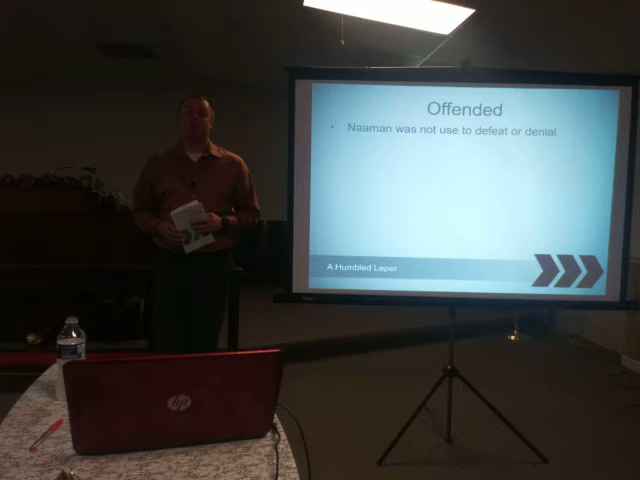 Offended
• Naaman was not use to defeat or denial.
A Humbled Leper
hp